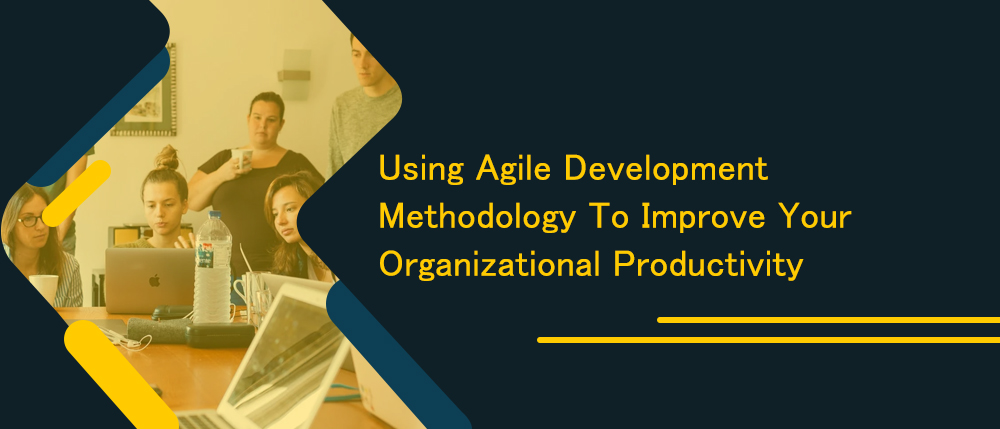 Using Agile Development
Methodology To Improve Your
Organizational Productivity